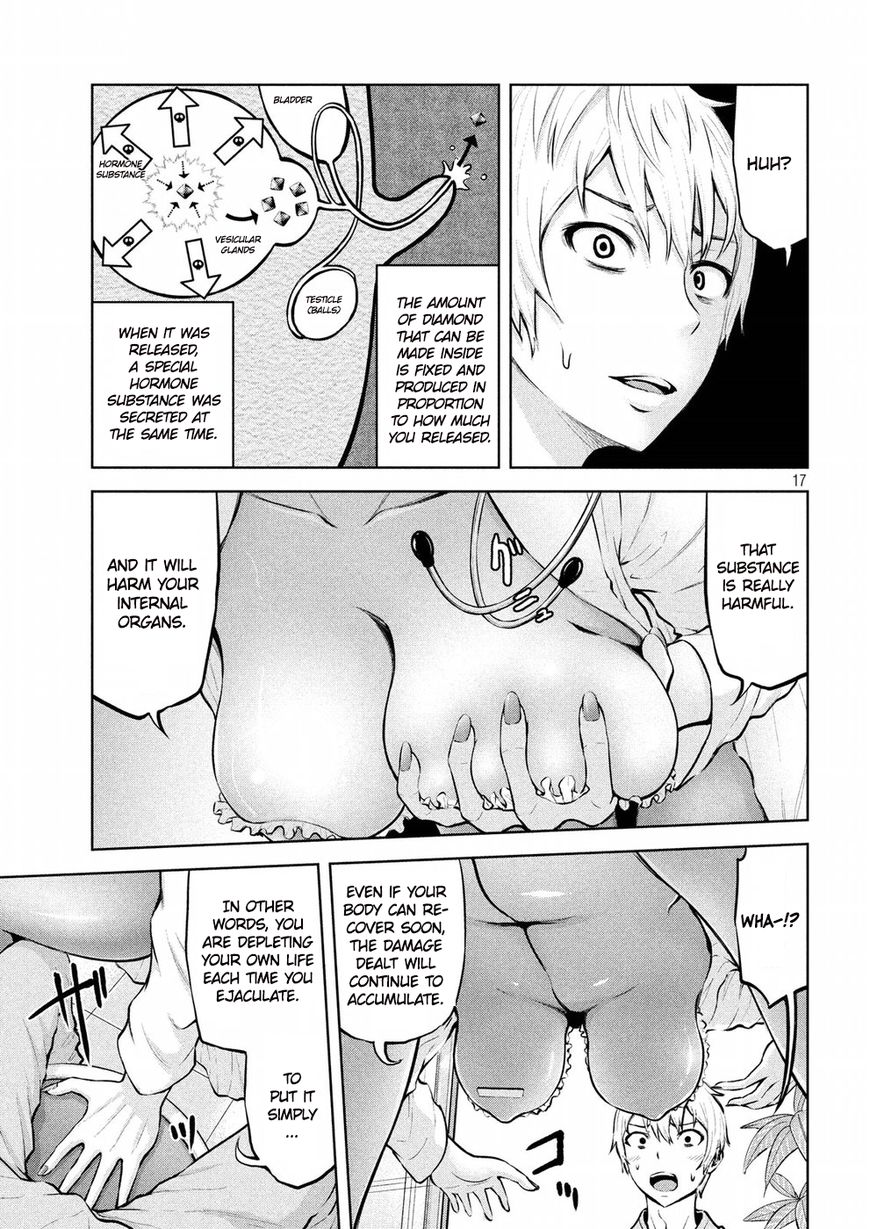 HUH?
BLADDER
HORMONE
SUBSTANCE
VESICULAR
GLANDS
TESTICLE
(BALLS)
THE AMOUNT
OF DIAMOND
THAT CAN BE
MADE INSIDE
IS FIXED AND
PRODUCED IN
PROPORTION
TO HOW MUCH
YOU RELEASED.
WHEN IT WAS
RELEASED,
A SPECIAL
HORMONE
SUBSTANCE WAS
SECRETED AT
THE SAME TIME.
17
THAT
SUBSTANCE
IS REALLY
HARMFUL.
グ
ニュ
AND IT WILL
HARM YOUR
INTERNAL
ORGANS.
WHA-!?
EVEN IF YOUR
BODY CAN RE-
COVER SOON,
THE DAMAGE
DEALT WILL
CONTINUE TO
ACCUMULATE.
IN OTHER
WORDS, YOU
ARE DEPLETING
YOUR OWN LIFE
EACH TIME YOU
EJACULATE.
TO
PUT IT
SIMPLY
...